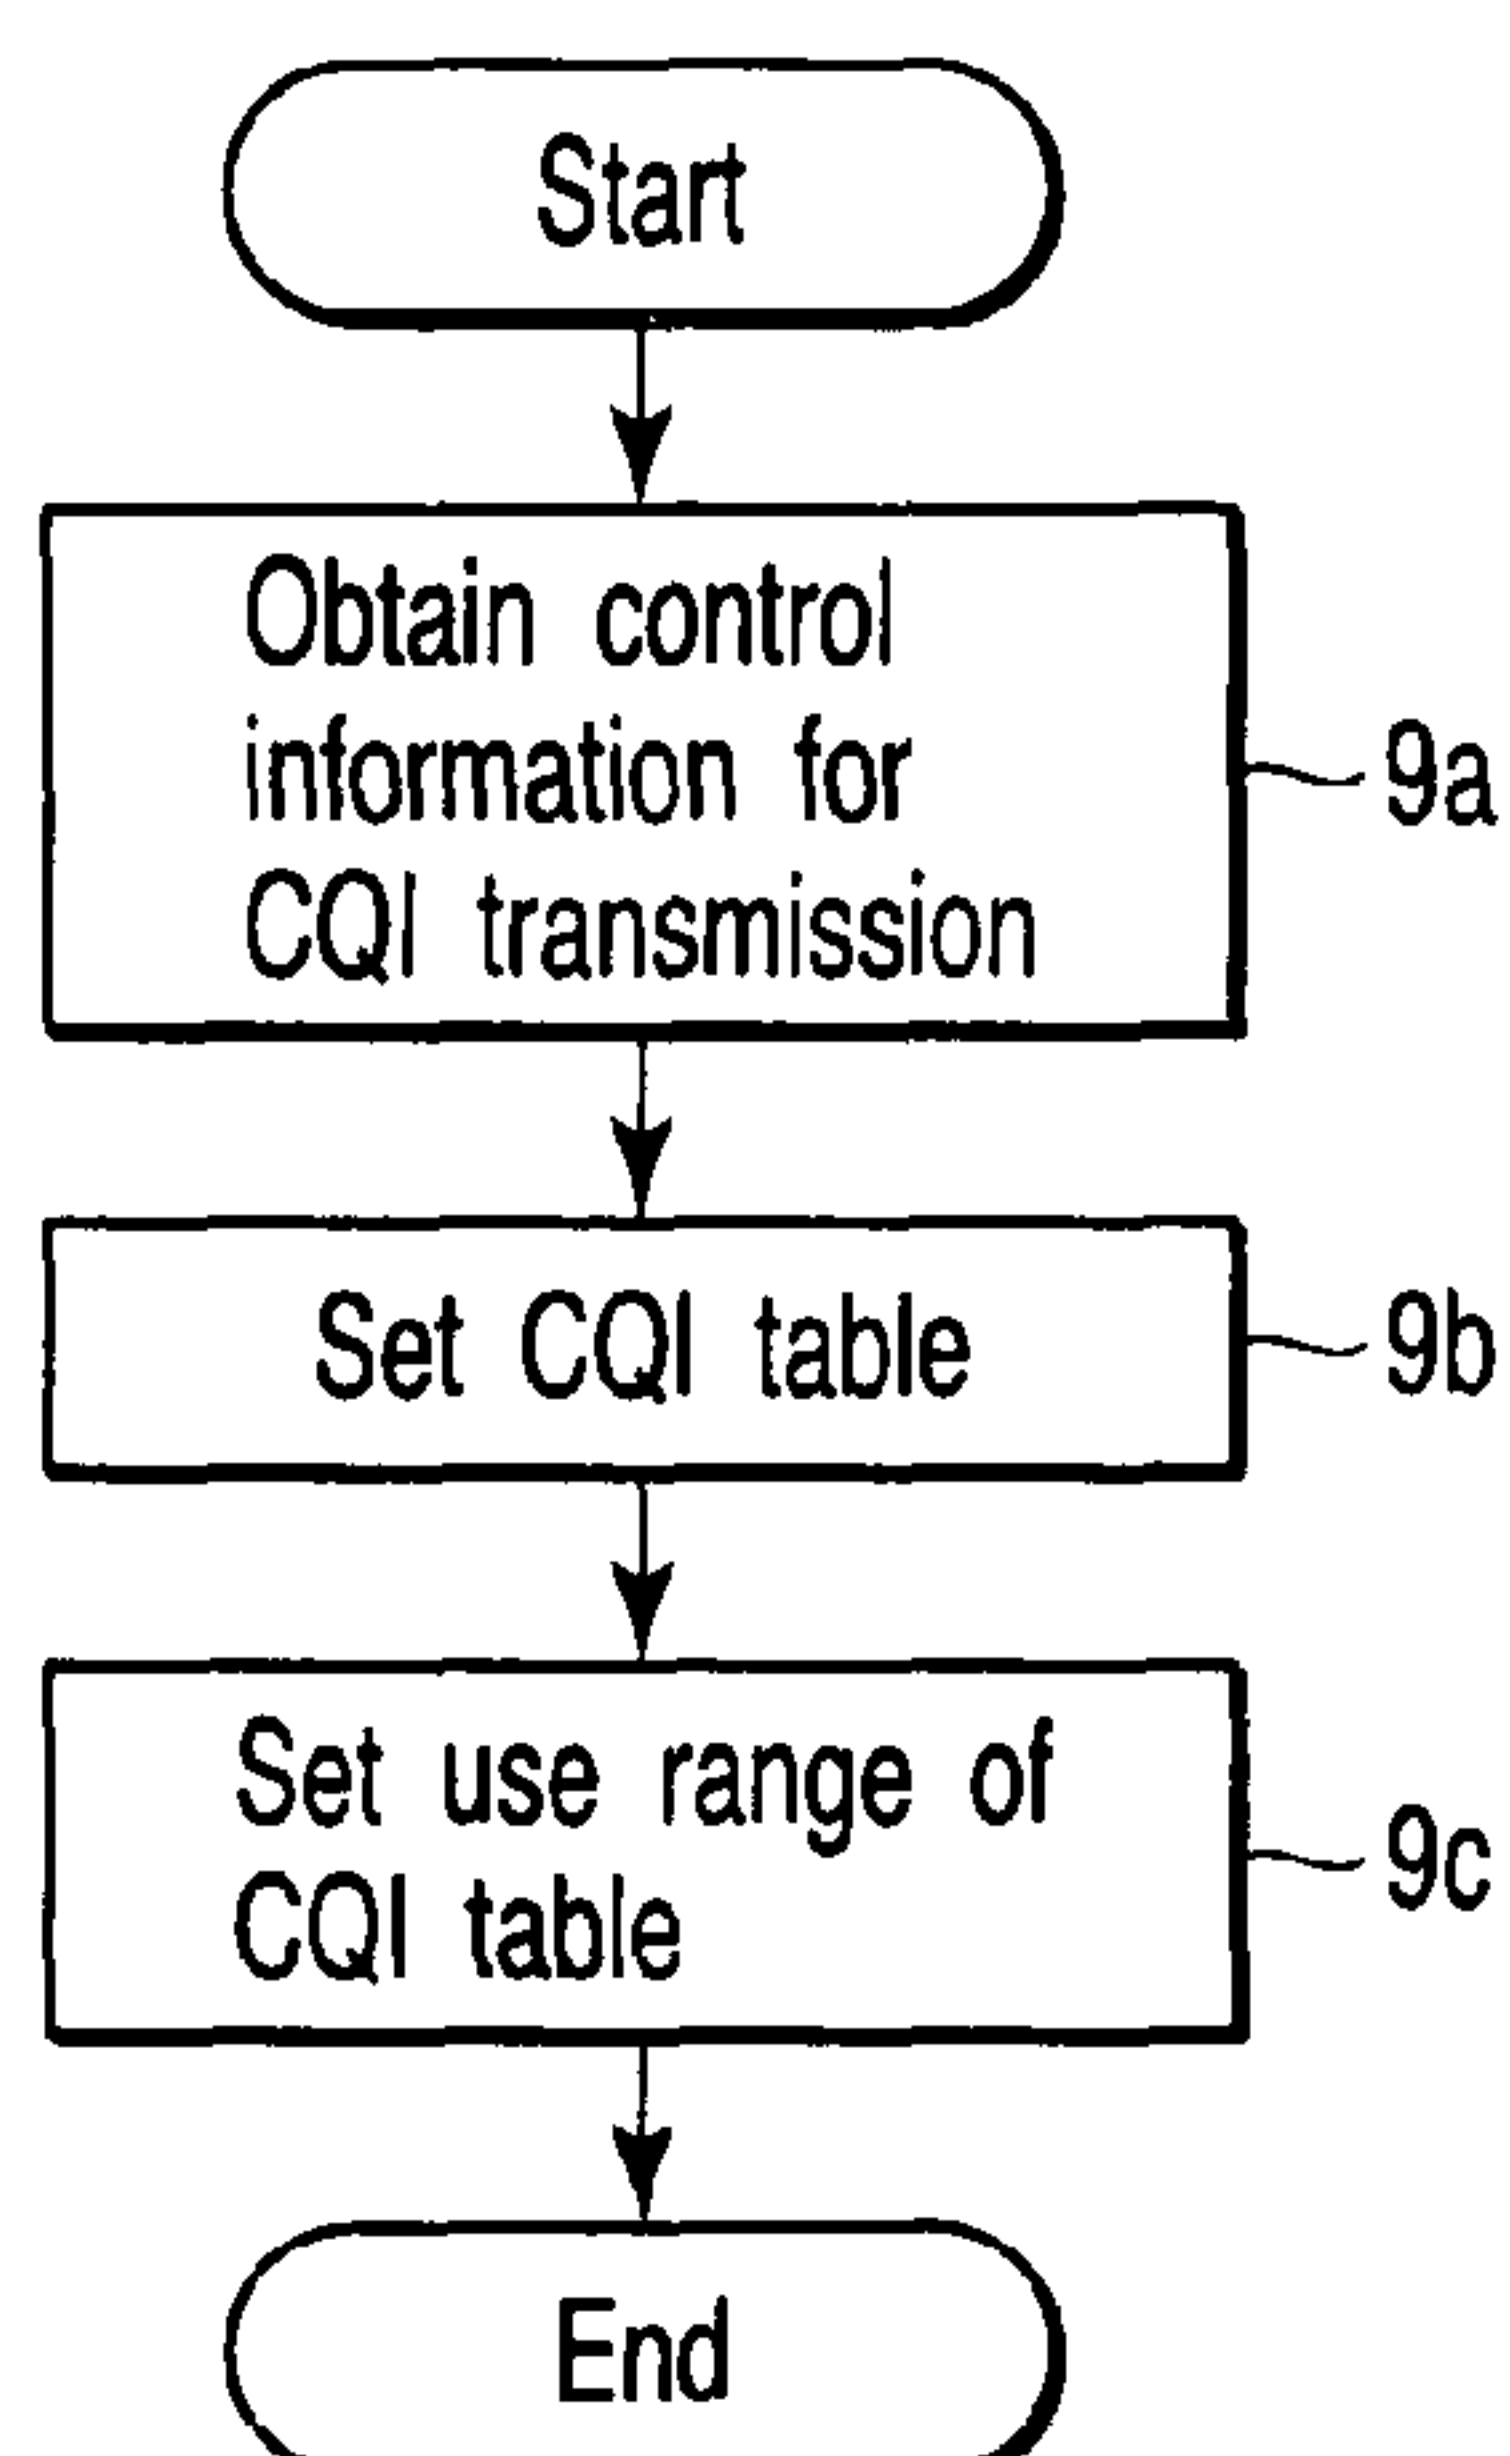 Start
Obtain control
information for
CQI transmission
9a
Set CQI table
9b
Set use range of
CQI table
9c
End